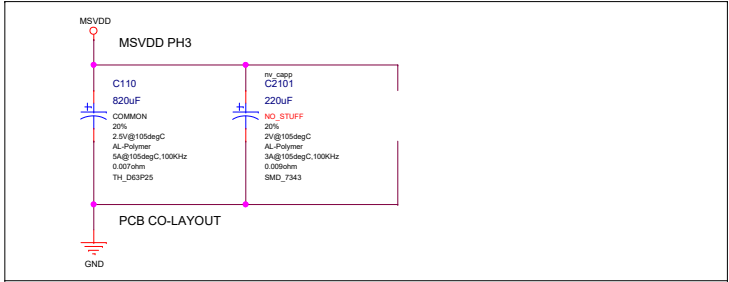 MSVDD
MSVDD PH3
C110
820uF
COMMON
20%
2.5V@105degC
AL-Polymer
5A@105degC,100KHz
0.007ohm
TH_D63P25
nv_capp
C2101
220uF
NO_STUFF
20%
2V@105degC
AL-Polymer
3A@105degC,100KHz
0.009ohm
SMD_7343
PCB CO-LAYOUT
GND